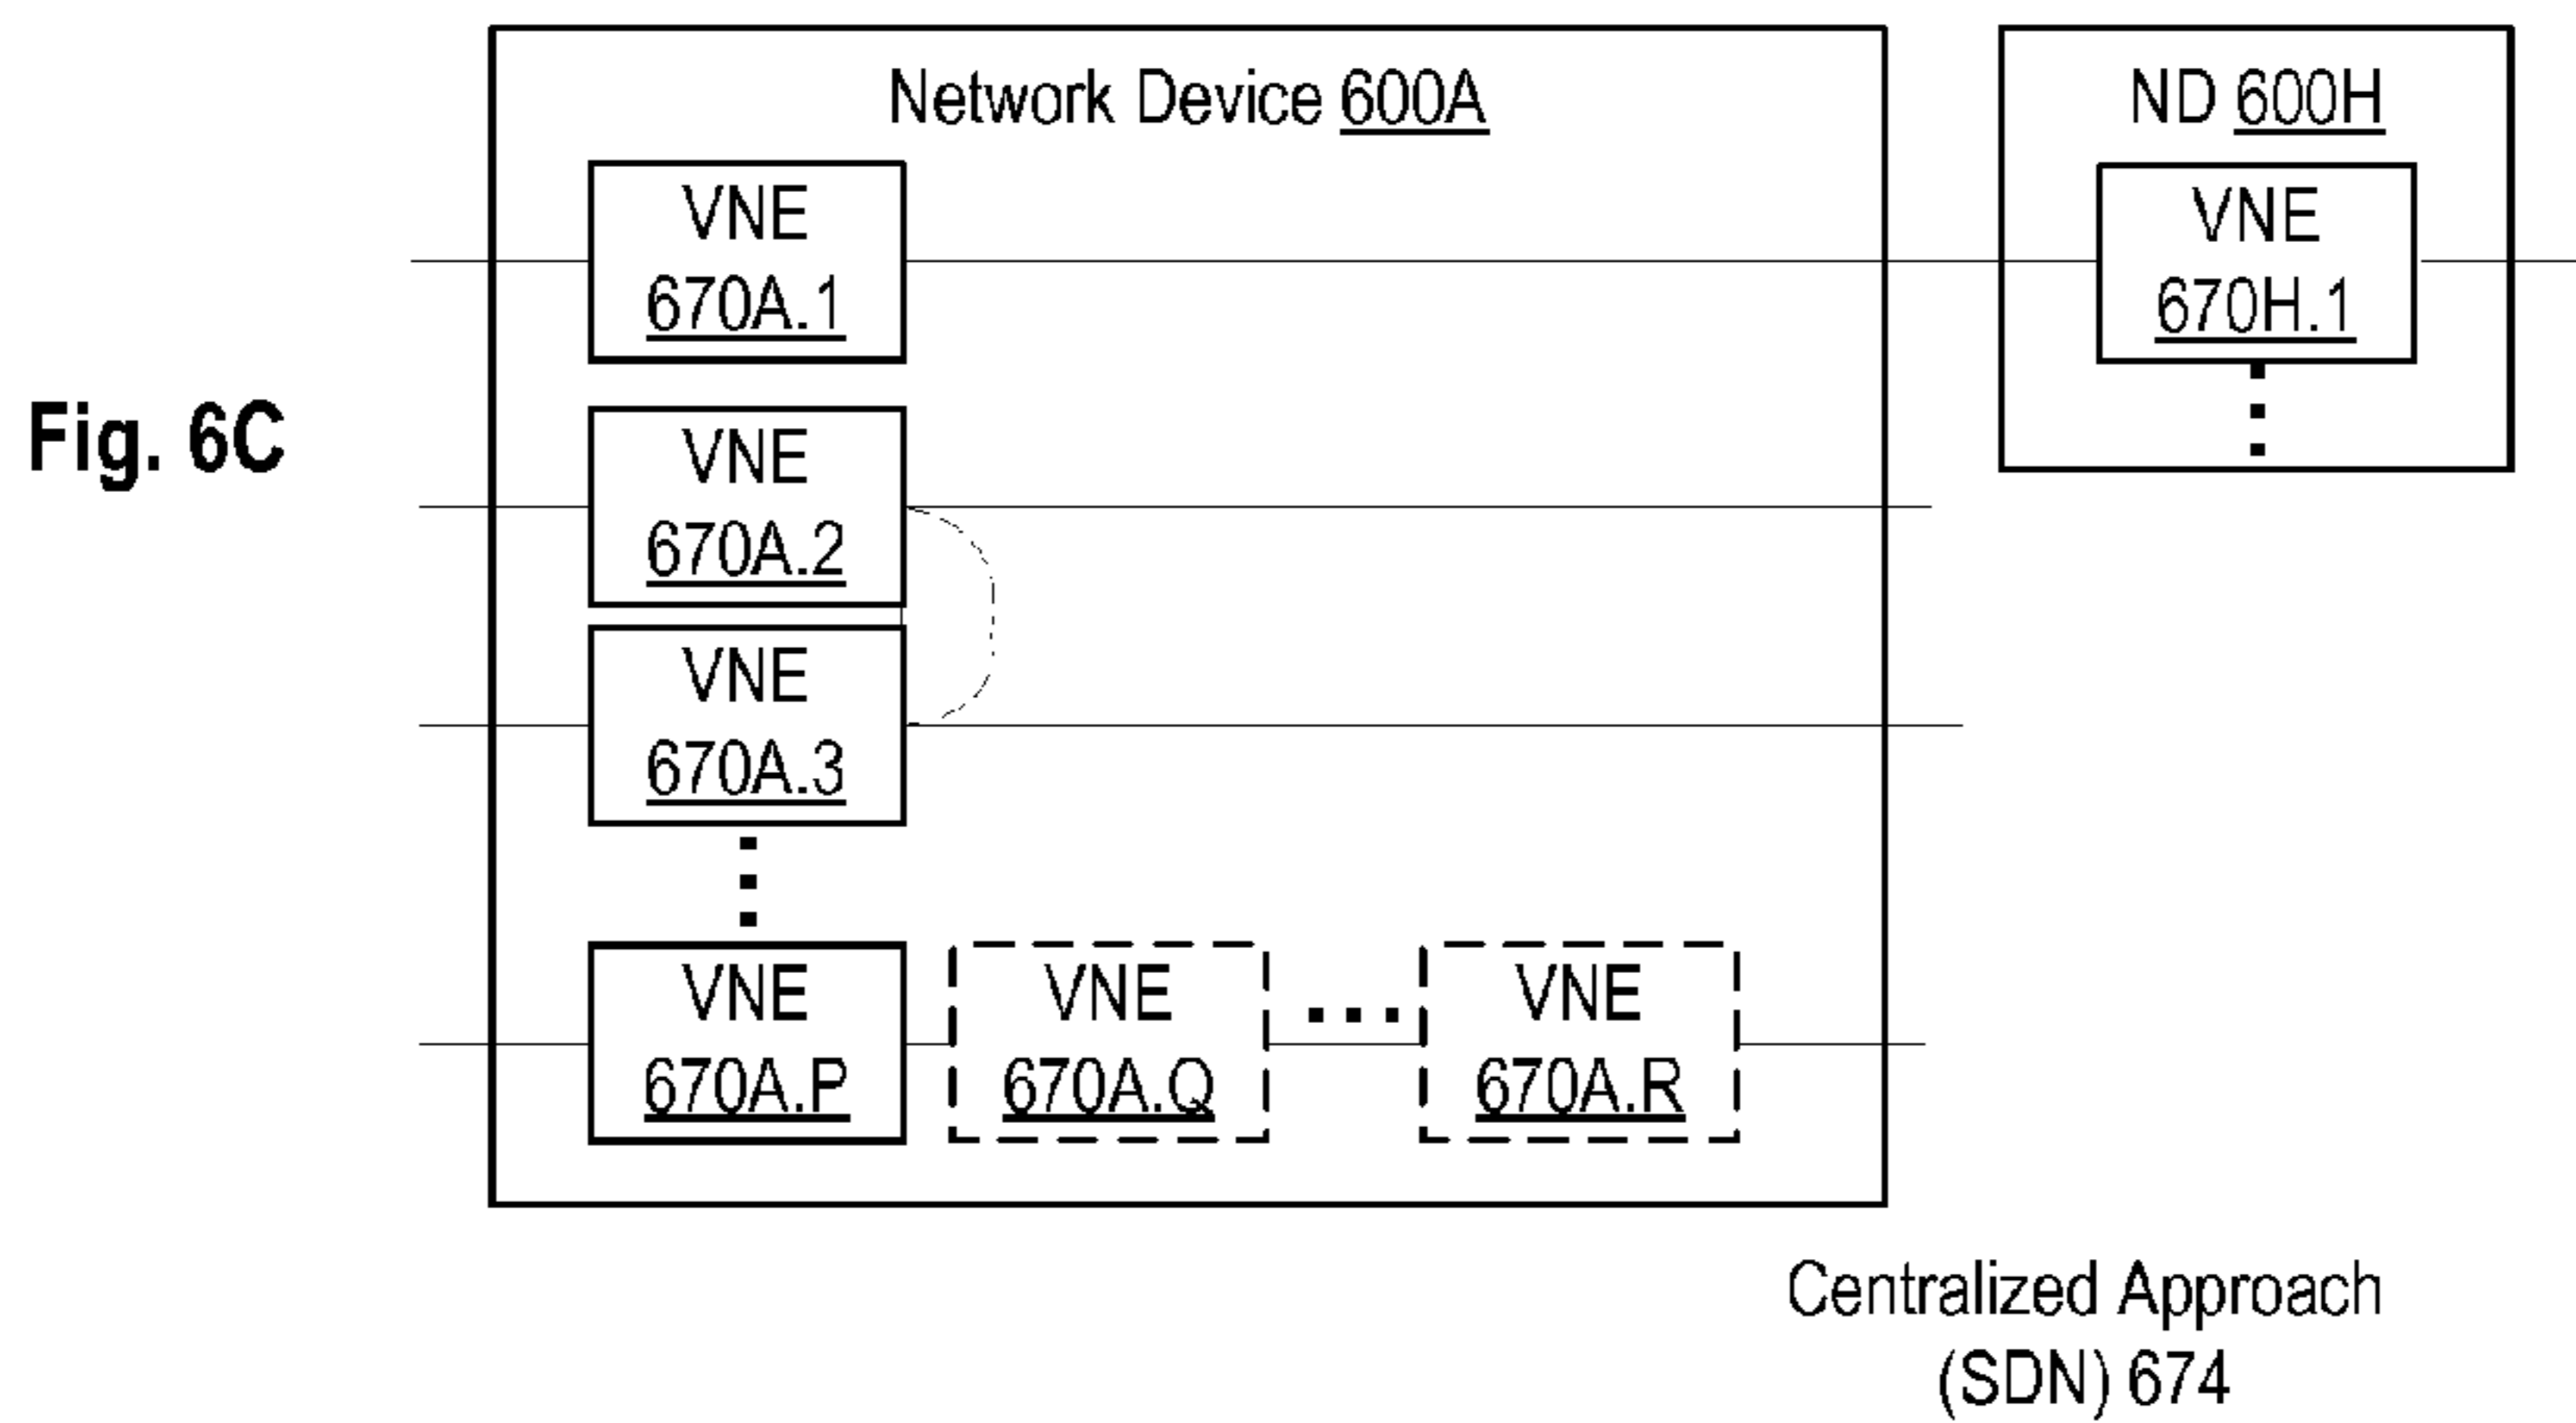 Network Device 600A
ND 600H
VNE
670A.1
VNE
670H.1
Fig. 6C
VNE
670A.2
VNE
670A.3
VNE
670A.P
VNE
670A.Q
VNE
670A.R
Centralized Approach
(SDN) 674